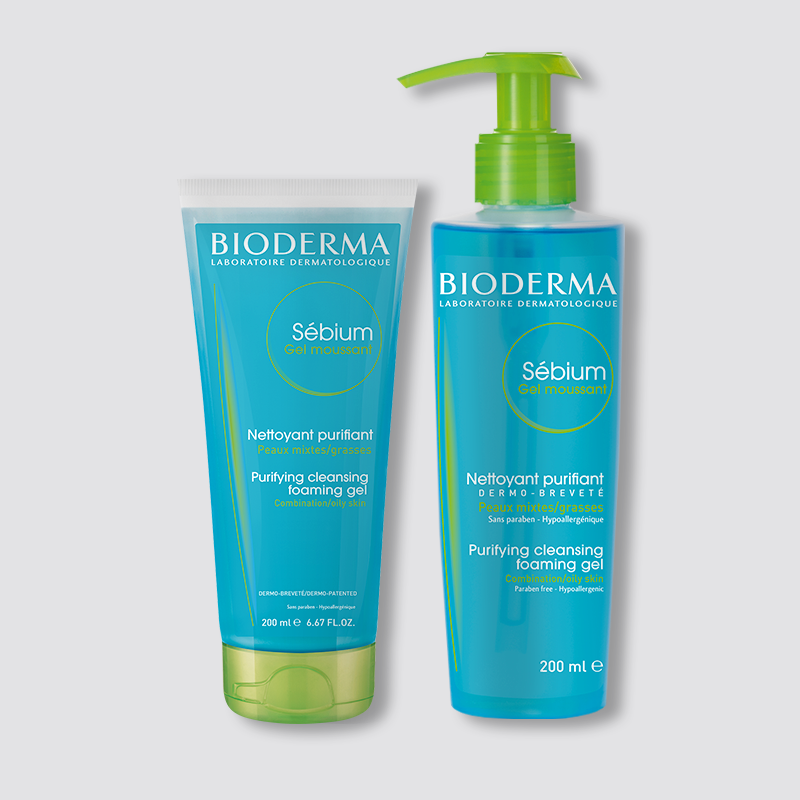 BIODERMA
LABORATOIRE DERMATOLOGIQUE
Sébium
Gel moussant
Nettoyant purifiant
Peaux mixtes/grasses
Purifying cleansing
foaming gel
Combination/oily skin
DERMO-BREVETÉ/DERMO-PATENTED
Sans paraben - Hypoallergénique
200 ml e 6.67 FL.OZ.
BIODERMA
LABORATOIRE DERMATOLOGIQUE
Sébium
Gel moussant
Nettoyant purifiant
DERMO-BREVETÉ
Peaux mixtes/grasses
Sans paraben - Hypoallergénique
Purifying cleansing
foaming gel
Combination/oily skin
Paraben free - Hypoallergenic
200 ml e